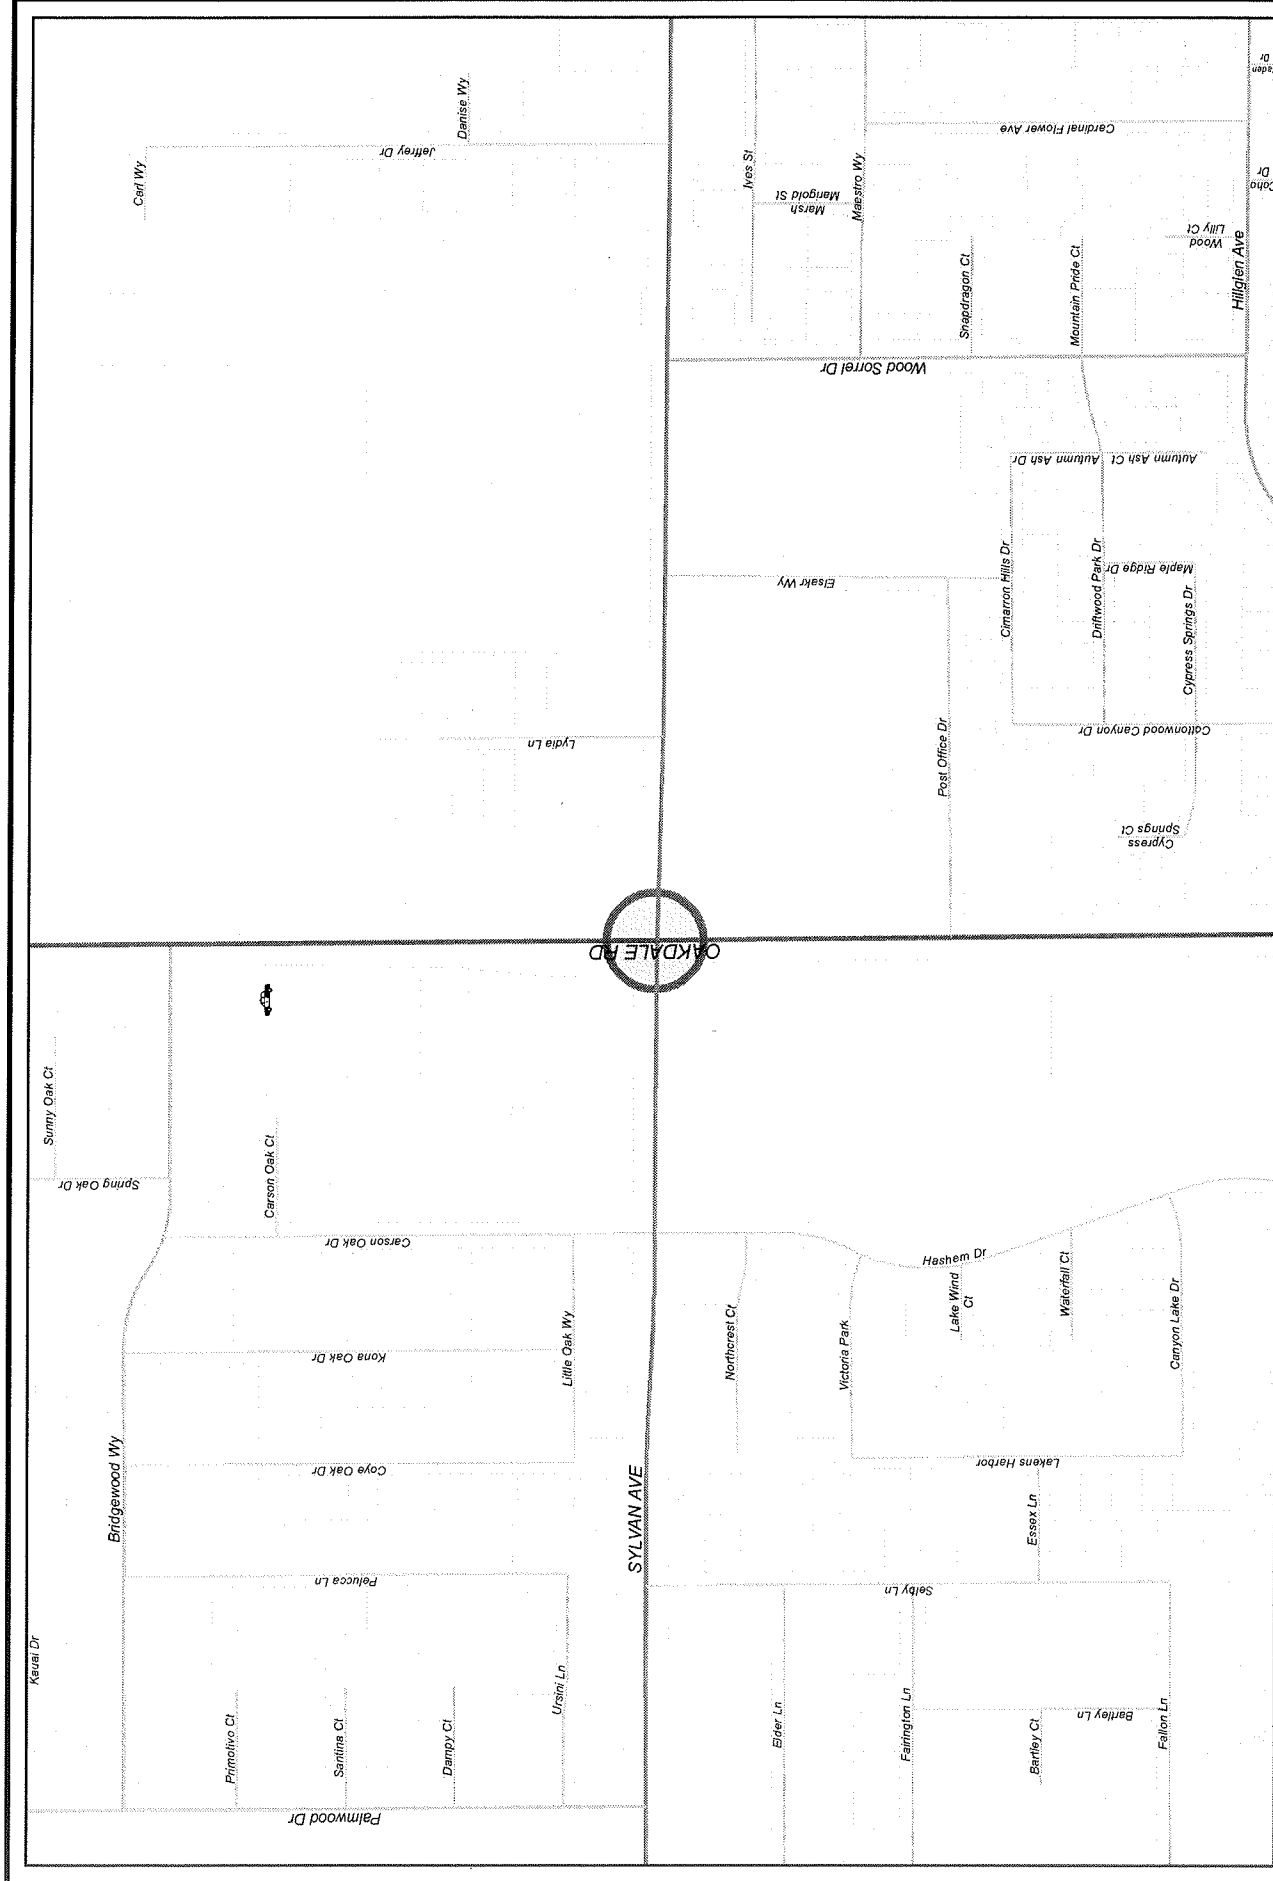 Carl Wy
Jeffrey Dr
Danise Wy
Ives St
Marsh
Marigold St
Maestro Wy
Cardinal Flower Ave
Snapdragon Ct
Mountain Pride Ct
Wood
Lilly Ct
Hillglen Ave
Dr
Dr
Wood Sorrel Dr
Autumn Ash Dr
Autumn Ash Ct
Elsakr Wy
Cimarron Hills Dr
Driftwood Park Dr
Maple Ridge Dr
Cypress Springs Dr
Lydia Ln
Post Office Dr
Cottonwood Canyon Dr
Cypress
Springs Ct
OAKDALE RD
Sunny Oak Ct
Spring Oak Dr
Carson Oak Ct
Carson Oak Dr
Kona Oak Dr
Little Oak Wy
Northcrest Ct
Victoria Park
Hashem Dr
Lake Wind
Ct
Waterfall Ct
Canyon Lake Dr
Bridgewood Wy
Coye Oak Dr
SYLVAN AVE
Lakens Harbor
Essex Ln
Pelucca Ln
Selby Ln
Kauai Dr
Primotivo Ct
Santina Ct
Dampy Ct
Ursini Ln
Elder Ln
Fairington Ln
Bartley Ct
Bartley Ln
Fallon Ln
Palmwood Dr